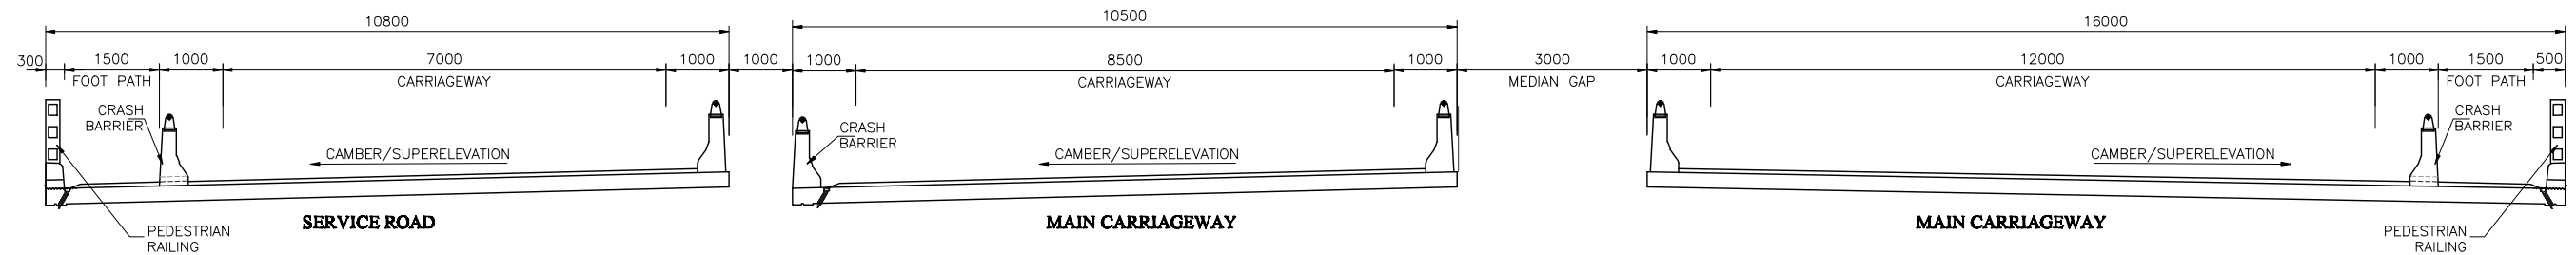 10800
10500
16000
300 1500 1000 7000 1000 1000 1000 8500 1000 3000 1000 12000 1000 1500 500
FOOT PATH CARRIAGEWAY CARRIAGEWAY MEDIAN GAP CARRIAGEWAY FOOT PATH
CRASH
BARRIER
CRASH
BARRIER
CRASH
BARRIER
CAMBER/SUPERELEVATION CAMBER/SUPERELEVATION CAMBER/SUPERELEVATION
SERVICE ROAD MAIN CARRIAGEWAY MAIN CARRIAGEWAY
PEDESTRIAN
RAILING
PEDESTRIAN
RAILING